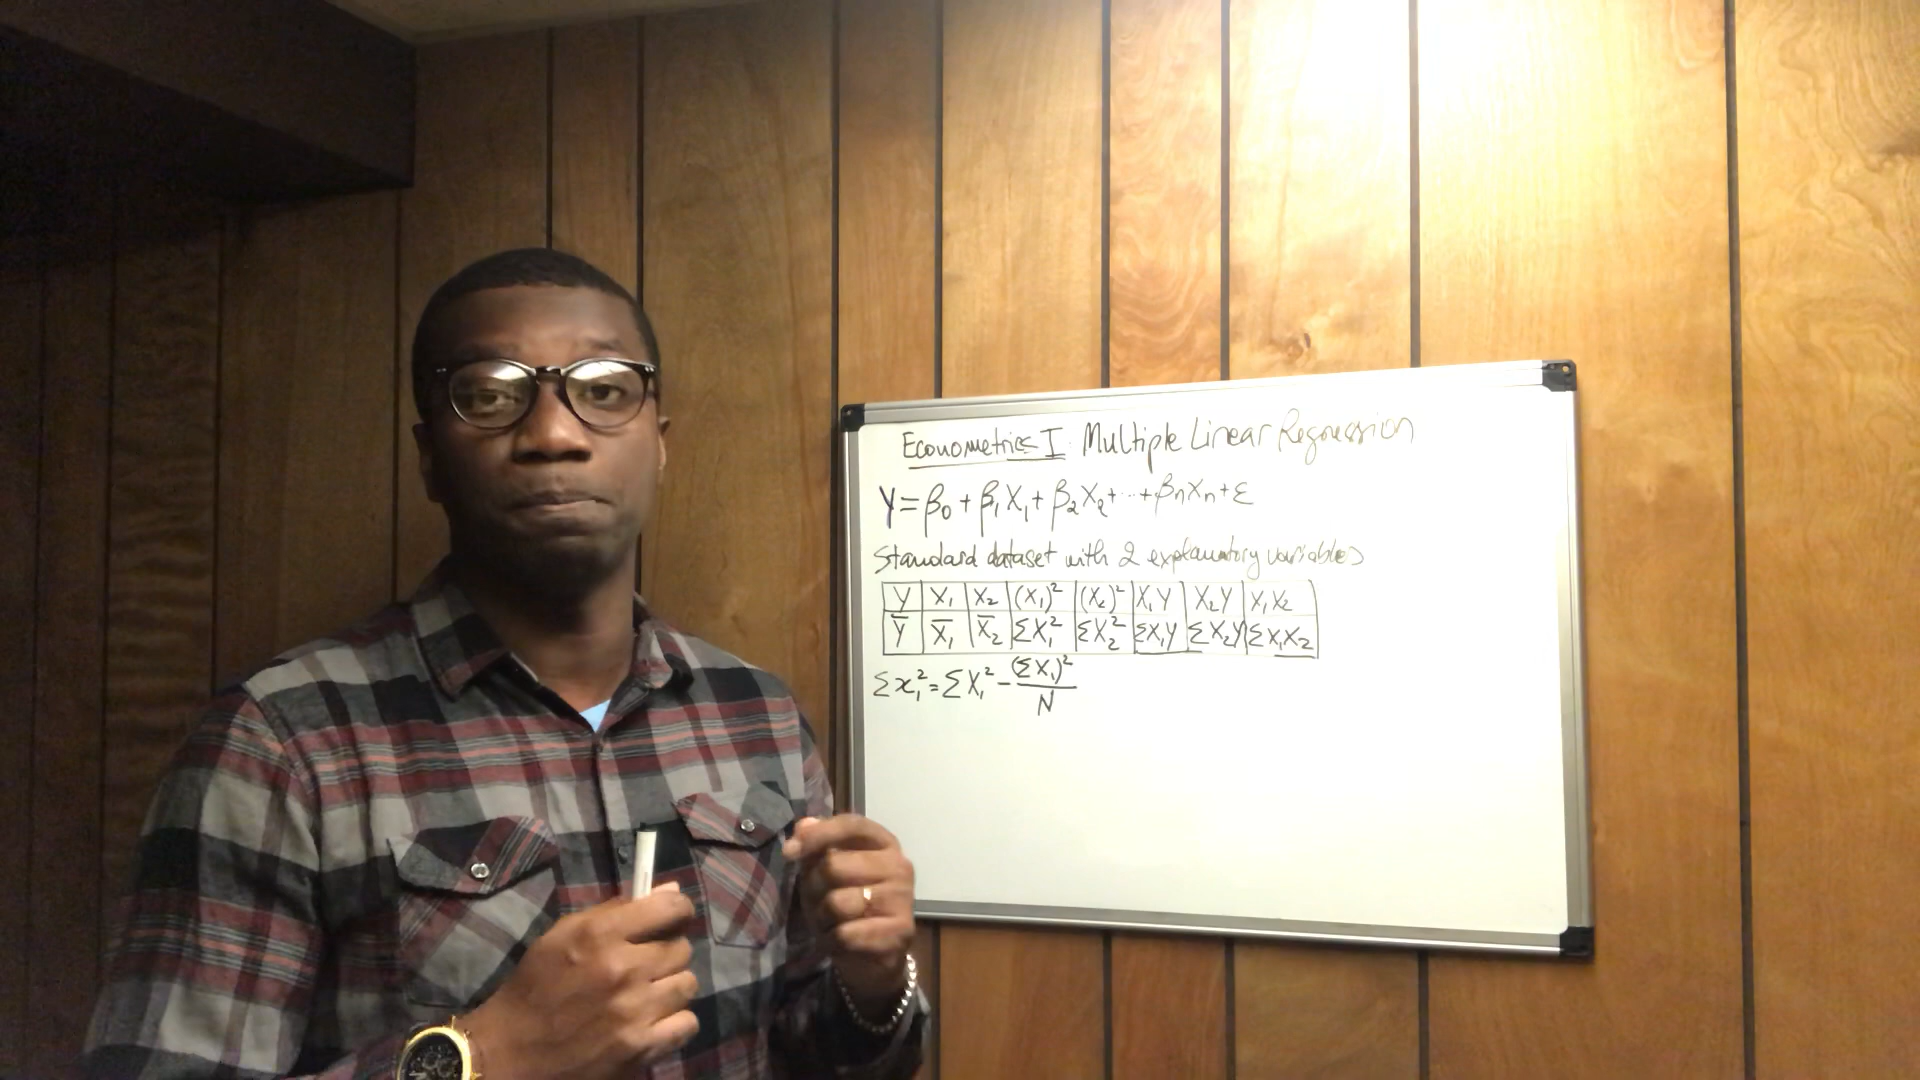 Econometrics I: Multiple Linear Regression
Y = β₀ + β₁X₁ + β₂X₂ + ··· + βₙXₙ + ε
Standard dataset with 2 explanatory variables
Y X₁ X₂ (X₁)² (X₂)² X₁Y X₂Y X₁X₂
Ȳ X̄₁ X̄₂ ΣX₁² ΣX₂² ΣX₁Y ΣX₂Y ΣX₁X₂
Σx₁² = ΣX₁² - (ΣX₁)²/N